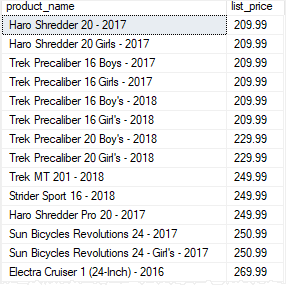 product_name list_price
Haro Shredder 20 - 2017 209.99
Haro Shredder 20 Girls - 2017 209.99
Trek Precaliber 16 Boys - 2017 209.99
Trek Precaliber 16 Girls - 2017 209.99
Trek Precaliber 16 Boy's - 2018 209.99
Trek Precaliber 16 Girl's - 2018 209.99
Trek Precaliber 20 Boy's - 2018 229.99
Trek Precaliber 20 Girl's - 2018 229.99
Trek MT 201 - 2018 249.99
Strider Sport 16 - 2018 249.99
Haro Shredder Pro 20 - 2017 249.99
Sun Bicycles Revolutions 24 - 2017 250.99
Sun Bicycles Revolutions 24 - Girl's - 2017 250.99
Electra Cruiser 1 (24-Inch) - 2016 269.99